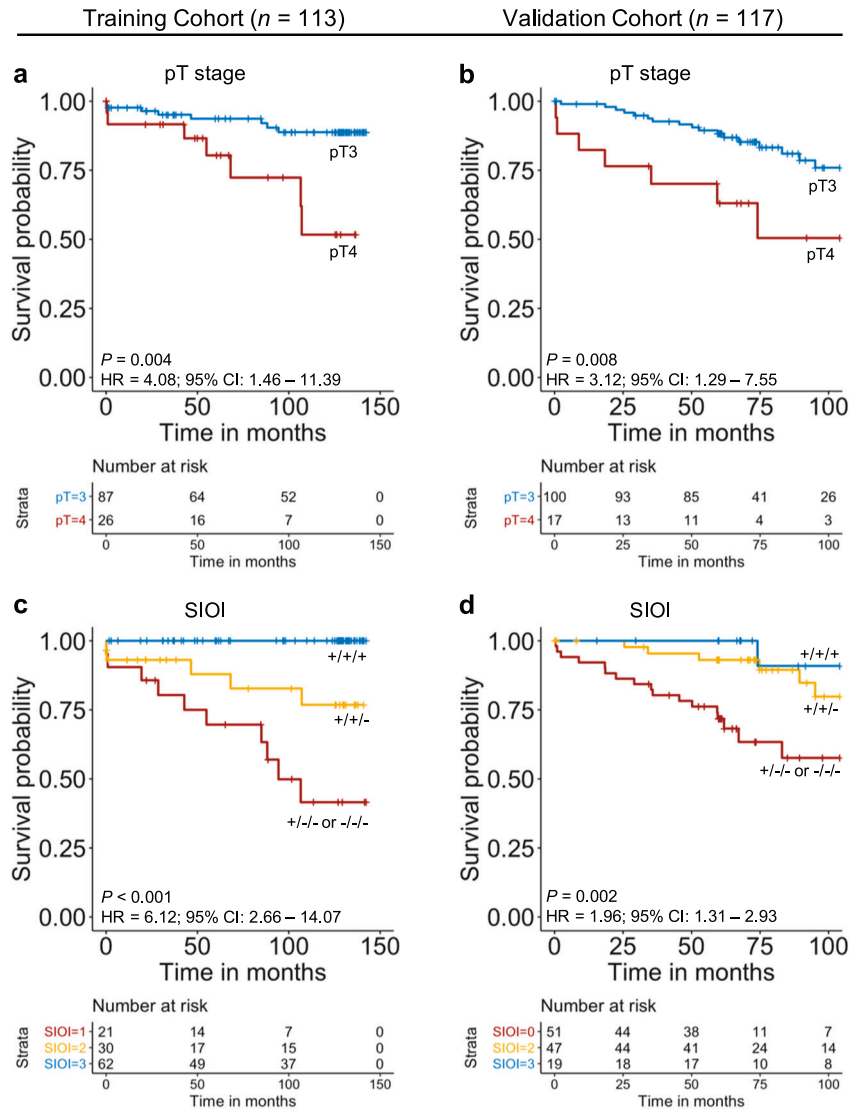 Training Cohort (n = 113)
Validation Cohort (n = 117)
a
pT stage
Survival probability
1.00
0.75
0.50
0.25
0.00
pT3
pT4
P = 0.004
HR = 4.08; 95% CI: 1.46 – 11.39
0 50 100 150
Time in months
Number at risk
Strata
pT=3 87 64 52 0
pT=4 26 16 7 0
0 50 100 150
Time in months
b
pT stage
Survival probability
1.00
0.75
0.50
0.25
0.00
pT3
pT4
P = 0.008
HR = 3.12; 95% CI: 1.29 – 7.55
0 25 50 75 100
Time in months
Number at risk
Strata
pT=3 100 93 85 41 26
pT=4 17 13 11 4 3
0 25 50 75 100
Time in months
c
SIOI
Survival probability
1.00
0.75
0.50
0.25
0.00
+/+/+
+/+/-
+/-/- or -/-/-
P < 0.001
HR = 6.12; 95% CI: 2.66 – 14.07
0 50 100 150
Time in months
Number at risk
Strata
SIOI=1 21 14 7 0
SIOI=2 30 17 15 0
SIOI=3 62 49 37 0
0 50 100 150
Time in months
d
SIOI
Survival probability
1.00
0.75
0.50
0.25
0.00
+/+/+
+/+/-
+/-/- or -/-/-
P = 0.002
HR = 1.96; 95% CI: 1.31 – 2.93
0 25 50 75 100
Time in months
Number at risk
Strata
SIOI=0 51 44 38 11 7
SIOI=2 47 44 41 24 14
SIOI=3 19 18 17 10 8
0 25 50 75 100
Time in months